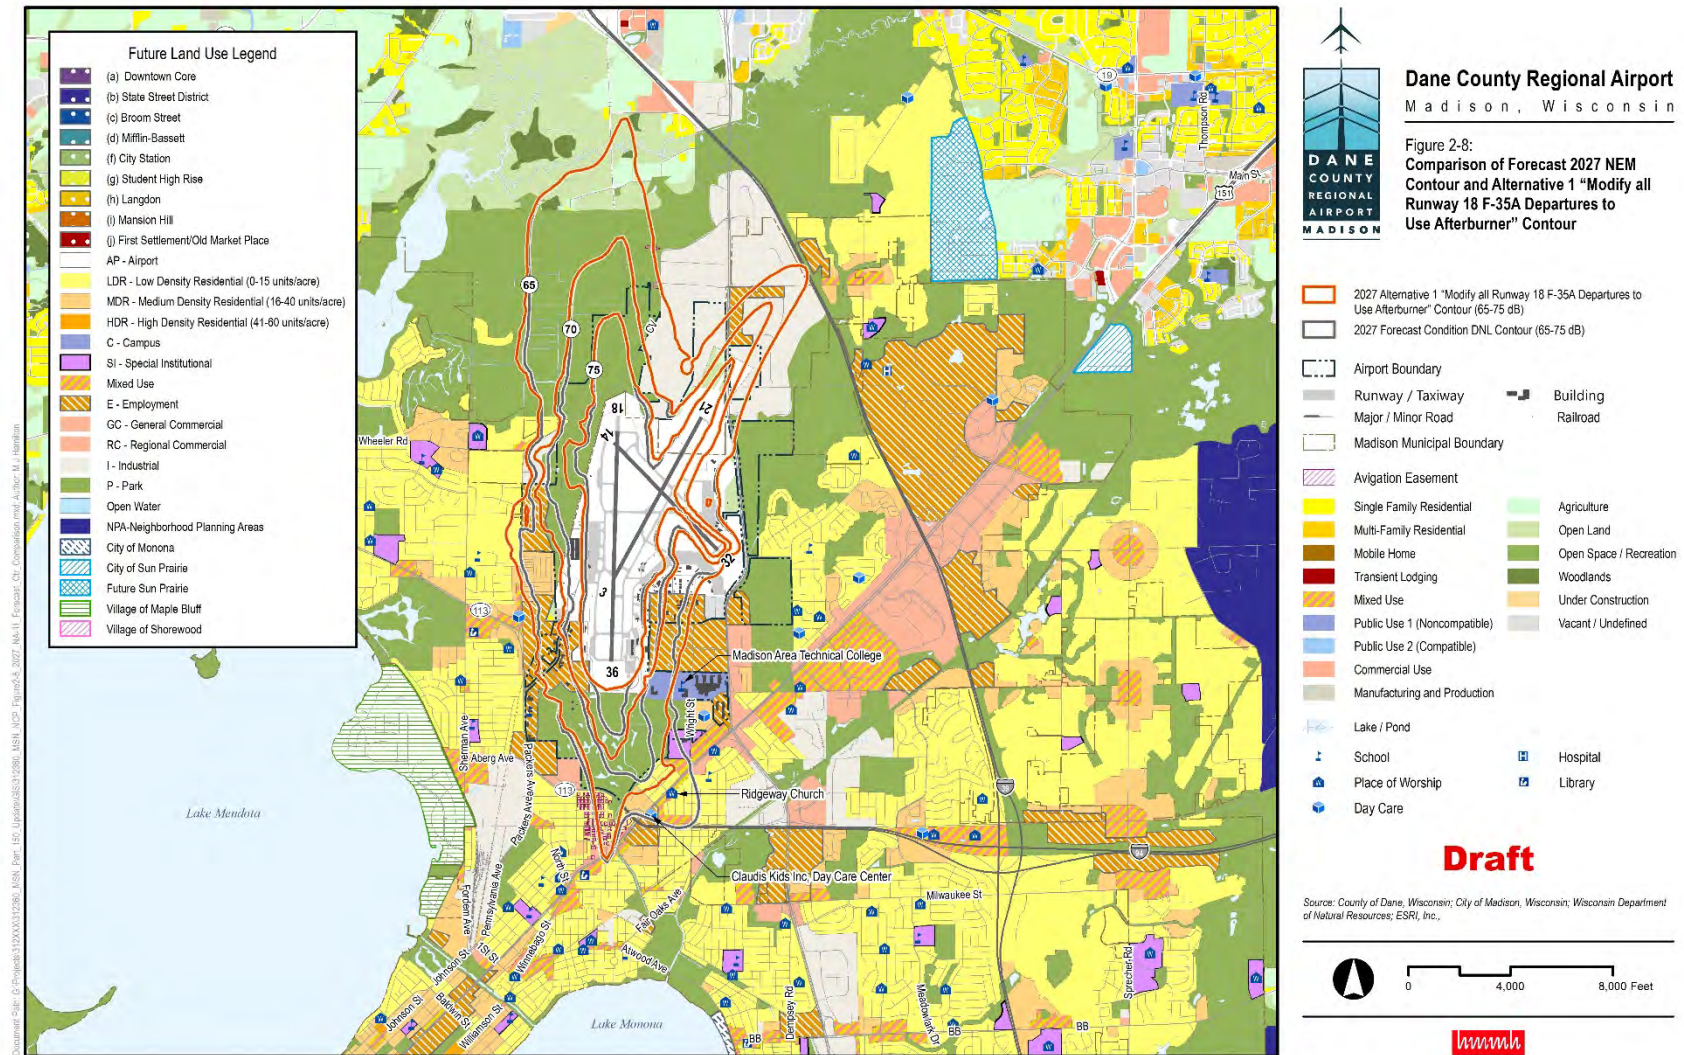 Future Land Use Legend
(a) Downtown Core
(b) State Street District
(c) Broom Street
(d) Mifflin-Bassett
(f) City Station
(g) Student High Rise
(h) Langdon
(i) Mansion Hill
(j) First Settlement/Old Market Place
AP - Airport
LDR - Low Density Residential (0-15 units/acre)
MDR - Medium Density Residential (16-40 units/acre)
HDR - High Density Residential (41-60 units/acre)
C - Campus
SI - Special Institutional
Mixed Use
E - Employment
GC - General Commercial
RC - Regional Commercial
I - Industrial
P - Park
Open Water
NPA-Neighborhood Planning Areas
City of Monona
City of Sun Prairie
Future Sun Prairie
Village of Maple Bluff
Village of Shorewood
19
Thompson Rd
Main St
151
65
70
75
CV
18
14
21
32
3
36
Wheeler Rd
113
Madison Area Technical College
Wright St
Sherman Ave
Aberg Ave
Packers Ave
113
Ridgeway Church
39
Lake Mendota
Packers Ave
North St
94
Claudis Kids Inc, Day Care Center
Fordem Ave
Pennsylvania Ave
Milwaukee St
Fair Oaks Ave
Winnebago St
1St St
Johnson St
Atwood Ave
Sprecher Rd
Johnson St
Baldwin St
Williamson St
Lake Monona
Dempsey Rd
Meadowlark Dr
BB
BB
BB
DANE
COUNTY
REGIONAL
AIRPORT
MADISON
Dane County Regional Airport
Madison, Wisconsin
Figure 2-8:
Comparison of Forecast 2027 NEM
Contour and Alternative 1 “Modify all
Runway 18 F-35A Departures to
Use Afterburner” Contour
2027 Alternative 1 “Modify all Runway 18 F-35A Departures to
Use Afterburner” Contour (65-75 dB)
2027 Forecast Condition DNL Contour (65-75 dB)
Airport Boundary
Runway / Taxiway
Building
Major / Minor Road
Railroad
Madison Municipal Boundary
Avigation Easement
Single Family Residential
Agriculture
Multi-Family Residential
Open Land
Mobile Home
Open Space / Recreation
Transient Lodging
Woodlands
Mixed Use
Under Construction
Public Use 1 (Noncompatible)
Vacant / Undefined
Public Use 2 (Compatible)
Commercial Use
Manufacturing and Production
Lake / Pond
School
Hospital
Place of Worship
Library
Day Care
Draft
Source: County of Dane, Wisconsin; City of Madison, Wisconsin; Wisconsin Department
of Natural Resources; ESRI, Inc.,
0 4,000 8,000 Feet
hmmh